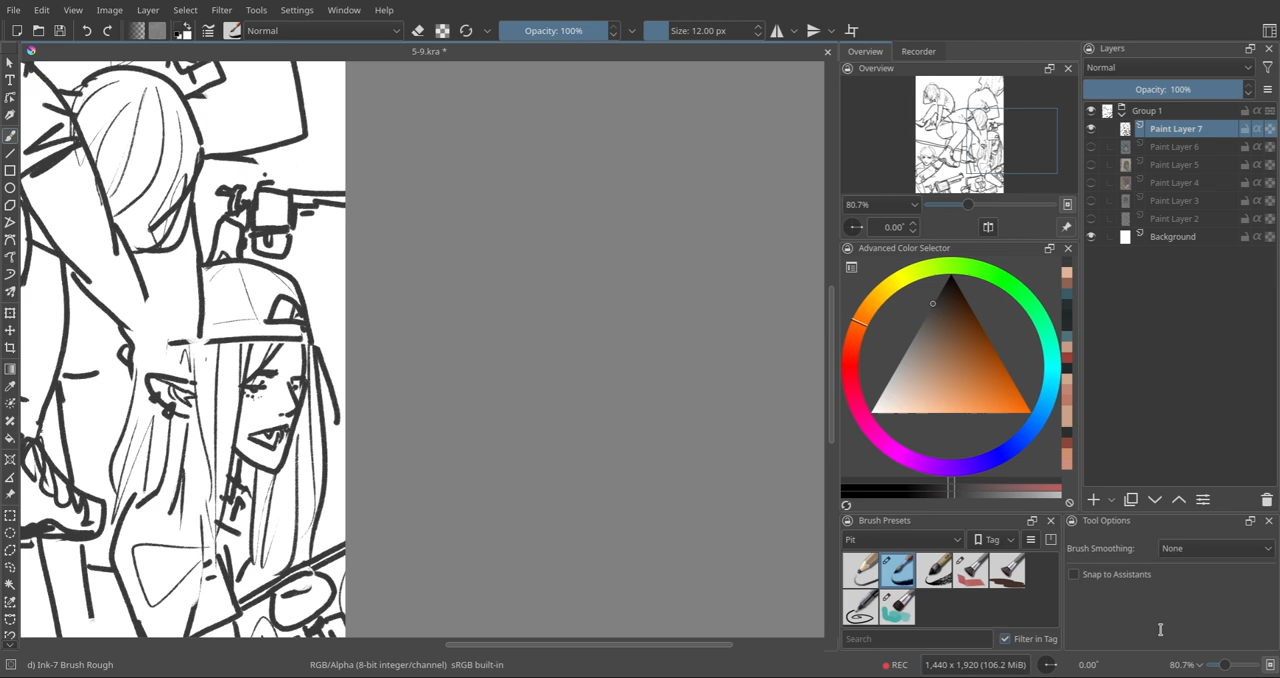 File Edit View Image Layer Select Filter Tools Settings Window Help
Normal Opacity: 100% Size: 12.00 px
5-9.kra *
Overview Recorder
Overview
80.7%
0.00°
Advanced Color Selector
Brush Presets
Pit Tag
Search Filter in Tag
Layers
Normal
Opacity: 100%
Group 1
Paint Layer 7
Paint Layer 6
Paint Layer 5
Paint Layer 4
Paint Layer 3
Paint Layer 2
Background
Tool Options
Brush Smoothing: None
Snap to Assistants
d) Ink-7 Brush Rough RGB/Alpha (8-bit integer/channel) sRGB built-in REC 1,440 x 1,920 (106.2 MiB) 0.00° 80.7%